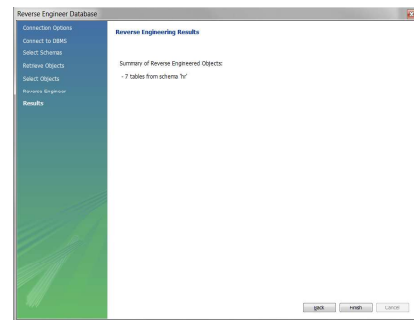 Reverse Engineer Database
Connection Options
Connect to DBMS
Select Schemas
Retrieve Objects
Select Objects
Reverse Engineer
Results
Reverse Engineering Results
Summary of Reverse Engineered Objects:
- 7 tables from schema 'hr'
Back
Finish
Cancel